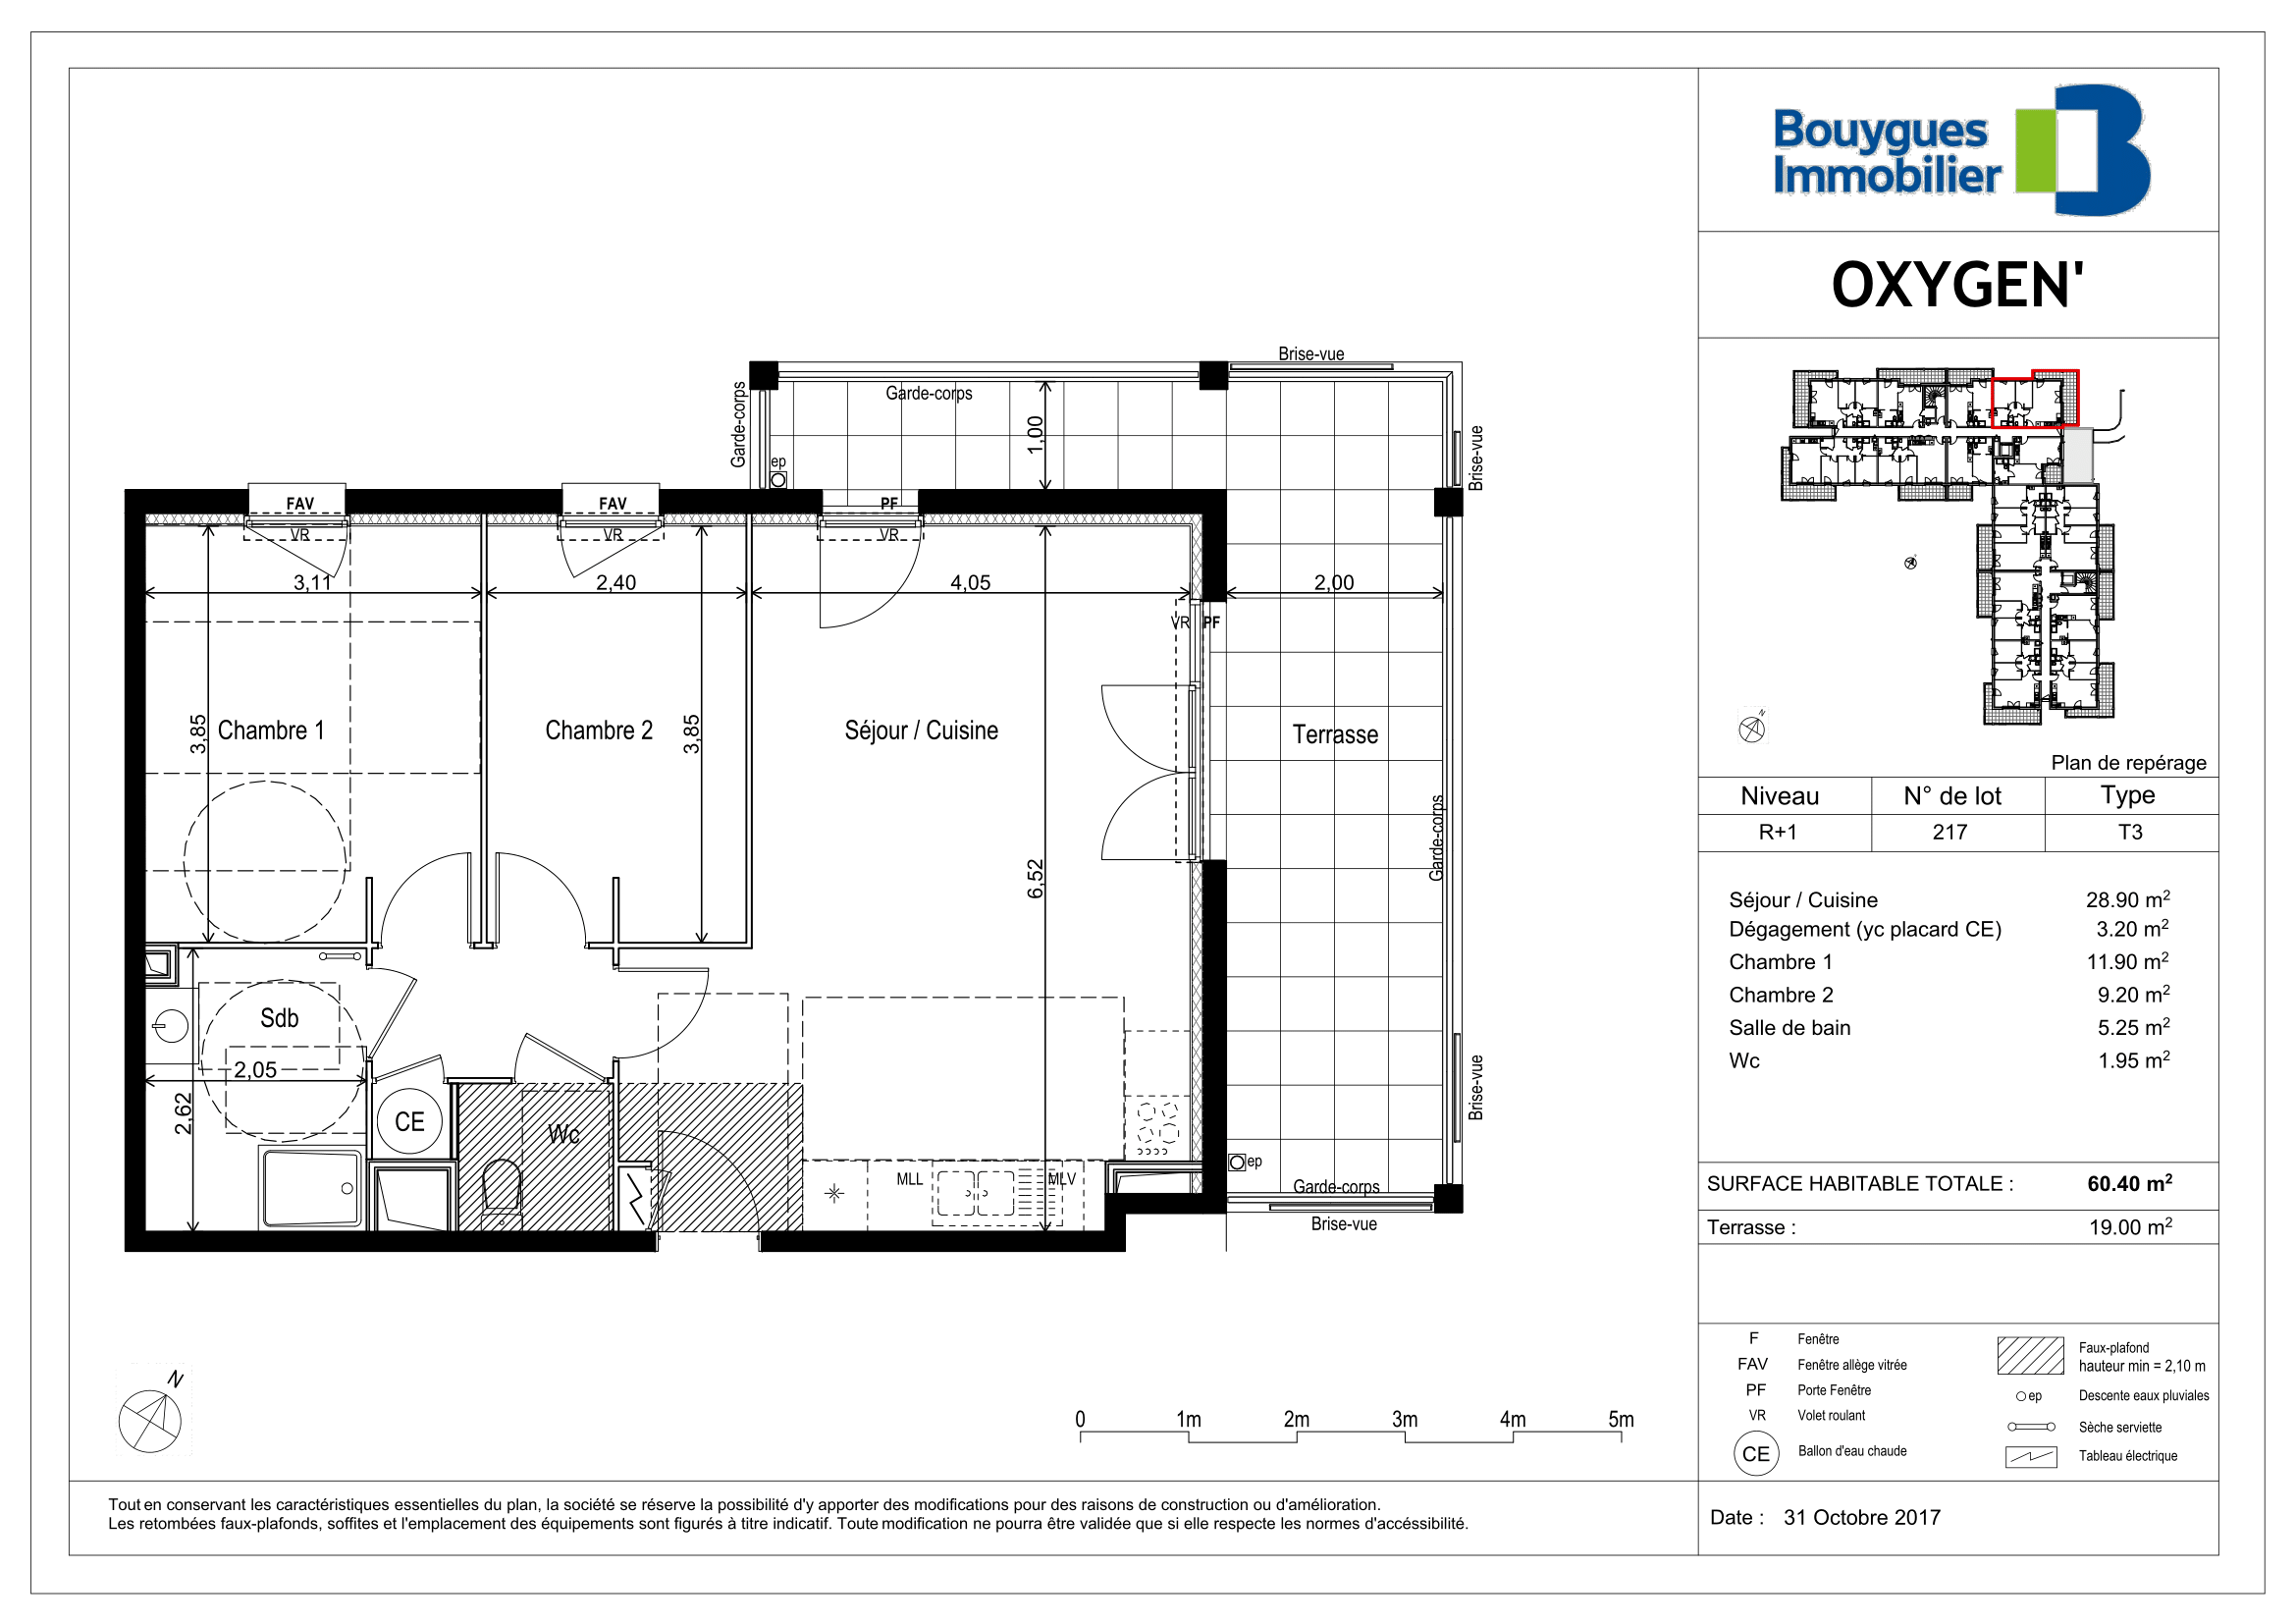 Bouygues
Immobilier
OXYGEN'
N
Plan de repérage
Niveau N° de lot Type
R+1 217 T3
Séjour / Cuisine 28.90 m²
Dégagement (yc placard CE) 3.20 m²
Chambre 1 11.90 m²
Chambre 2 9.20 m²
Salle de bain 5.25 m²
Wc 1.95 m²
SURFACE HABITABLE TOTALE : 60.40 m²
Terrasse : 19.00 m²
F Fenêtre
FAV Fenêtre allège vitrée
PF Porte Fenêtre
VR Volet roulant
CE Ballon d'eau chaude
Faux-plafond
hauteur min = 2,10 m
ep Descente eaux pluviales
Sèche serviette
Tableau électrique
Date : 31 Octobre 2017
Brise-vue
Garde-corps
Garde-corps
1,00
Brise-vue
ep
FAV
FAV
PF
VR
VR
VR
3,11
2,40
4,05
2,00
VR
PF
3,85
Chambre 1
Chambre 2
3,85
Séjour / Cuisine
Terrasse
Garde-corps
6,52
Sdb
2,05
2,62
CE
Wc
MLL
MLV
ep
Brise-vue
Garde-corps
Brise-vue
N
0 1m 2m 3m 4m 5m
Tout en conservant les caractéristiques essentielles du plan, la société se réserve la possibilité d'y apporter des modifications pour des raisons de construction ou d'amélioration.
Les retombées faux-plafonds, soffites et l'emplacement des équipements sont figurés à titre indicatif. Toute modification ne pourra être validée que si elle respecte les normes d'accéssibilité.